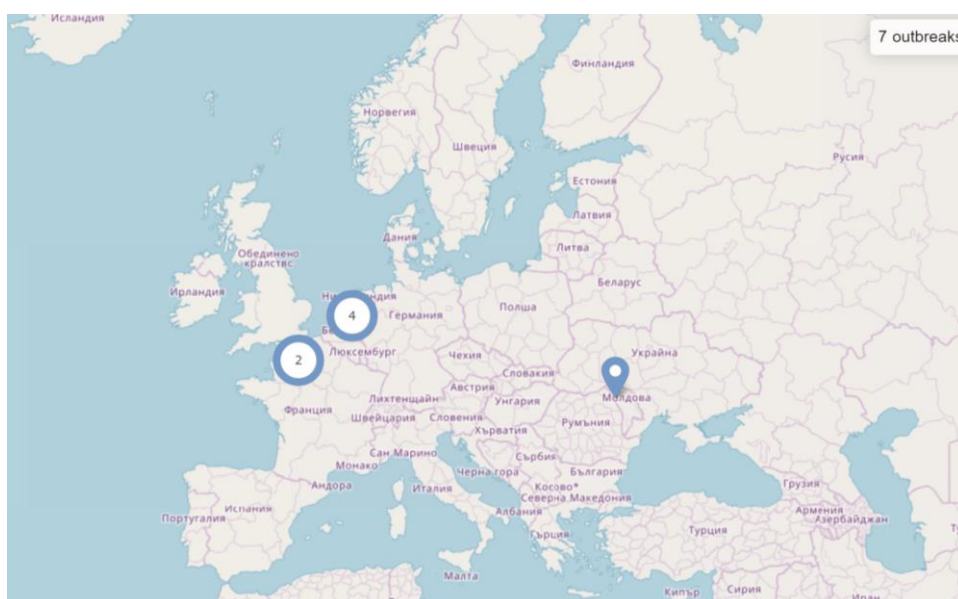 Исландия
7 outbreaks
Финландия
Норвегия
Швеция
Русия
Естония
Латвия
Дания
Литва
Обединено
кралствс
Беларус
Ирландия
4
Полша
Германия
2
Люксембург
Чехия
Украйна
Словакия
Австрия
Молдова
Лихтенщайн
Унгария
Франция
Швейцария
Словения
Румъния
Хърватия
Сан Марино
Сърбия
Монако
Черна гора
България
Андора
Италия
Косово*
Грузия
Северна Македония
Испания
Португалия
Албания
Армения
Азербайджан
Турция
Гърция
Малта
Кипър
Сирия
Иран